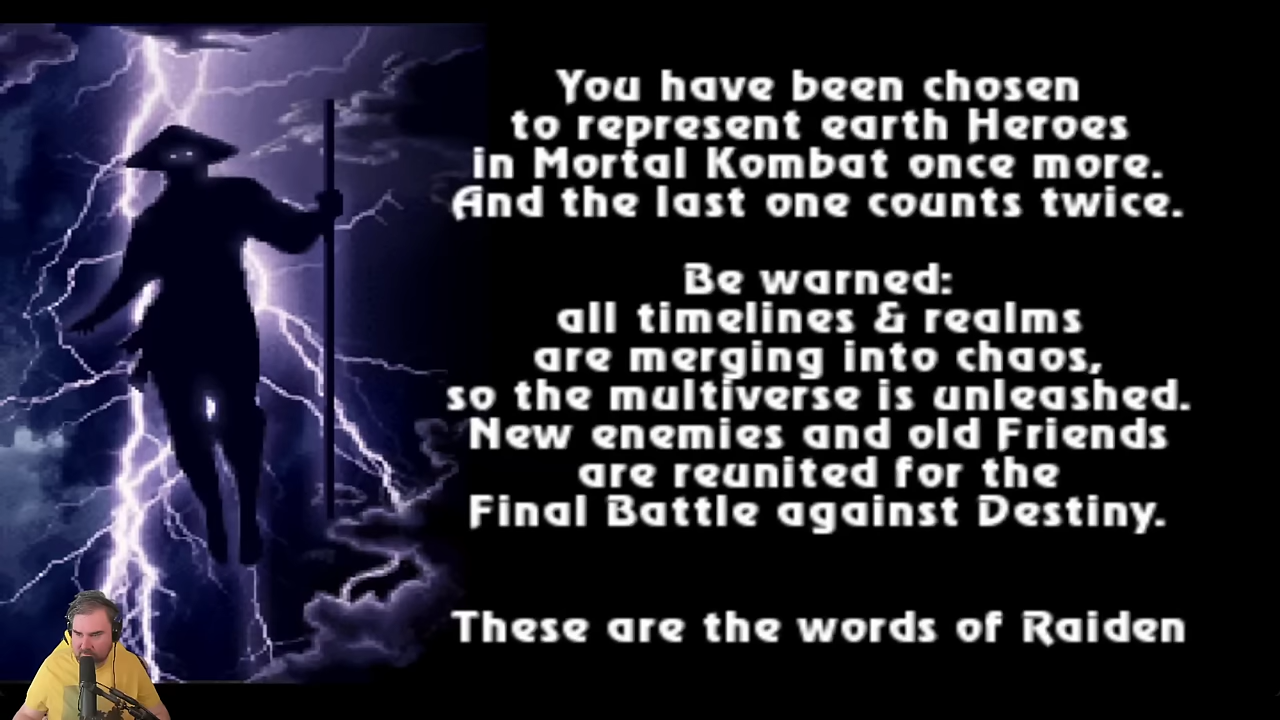 You have been chosen
to represent earth Heroes
in Mortal Kombat once more.
And the last one counts twice.
Be warned:
all timelines & realms
are merging into chaos,
so the multiverse is unleashed.
New enemies and old Friends
are reunited for the
Final Battle against Destiny.
These are the words of Raiden